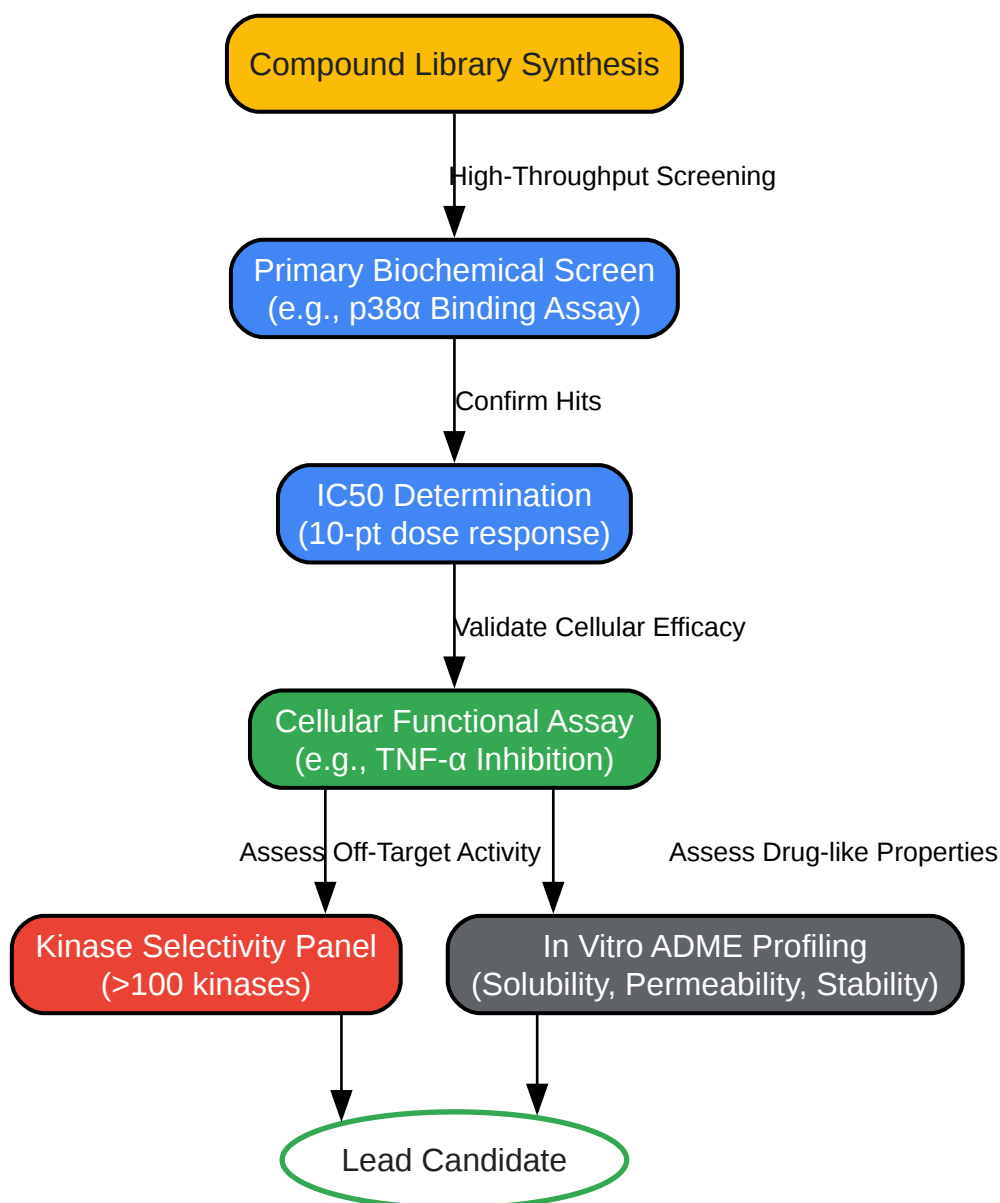 Compound Library Synthesis
High-Throughput Screening
Primary Biochemical Screen
(e.g., p38α Binding Assay)
Confirm Hits
IC50 Determination
(10-pt dose response)
Validate Cellular Efficacy
Cellular Functional Assay
(e.g., TNF-α Inhibition)
Assess Off-Target Activity
Assess Drug-like Properties
Kinase Selectivity Panel
(>100 kinases)
In Vitro ADME Profiling
(Solubility, Permeability, Stability)
Lead Candidate